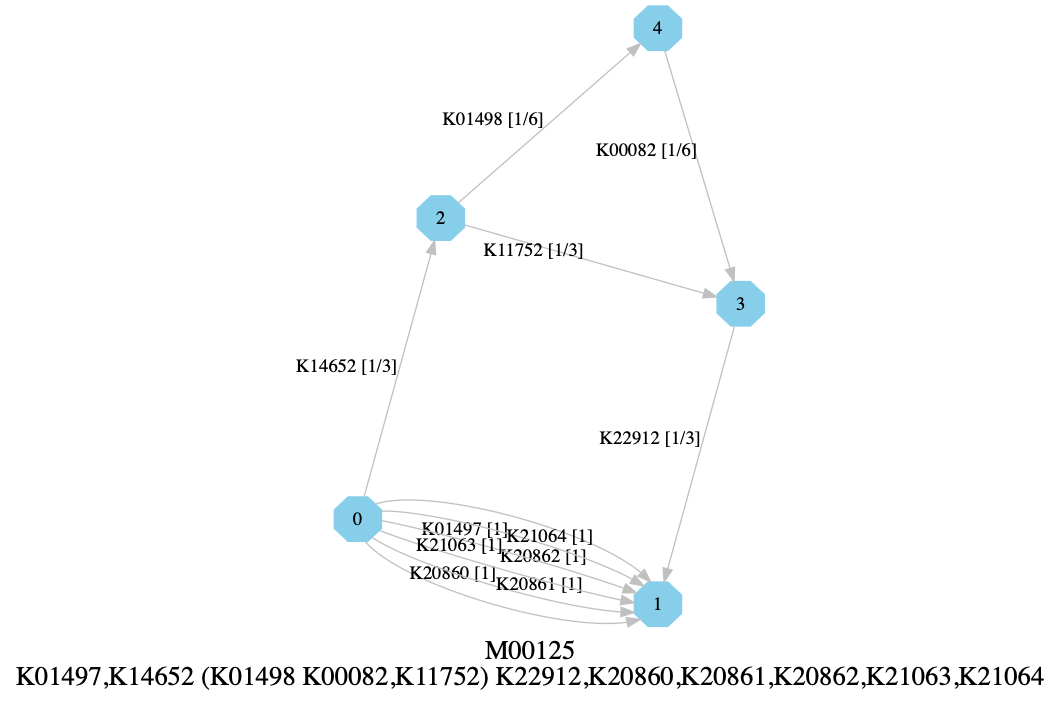 4
K01498 [1/6]
K00082 [1/6]
2
K11752 [1/3]
3
K14652 [1/3]
K22912 [1/3]
0
K01497 [1]
K21064 [1]
K21063 [1]
K20862 [1]
K20860 [1]
K20861 [1]
1
M00125
K01497,K14652 (K01498 K00082,K11752) K22912,K20860,K20861,K20862,K21063,K21064